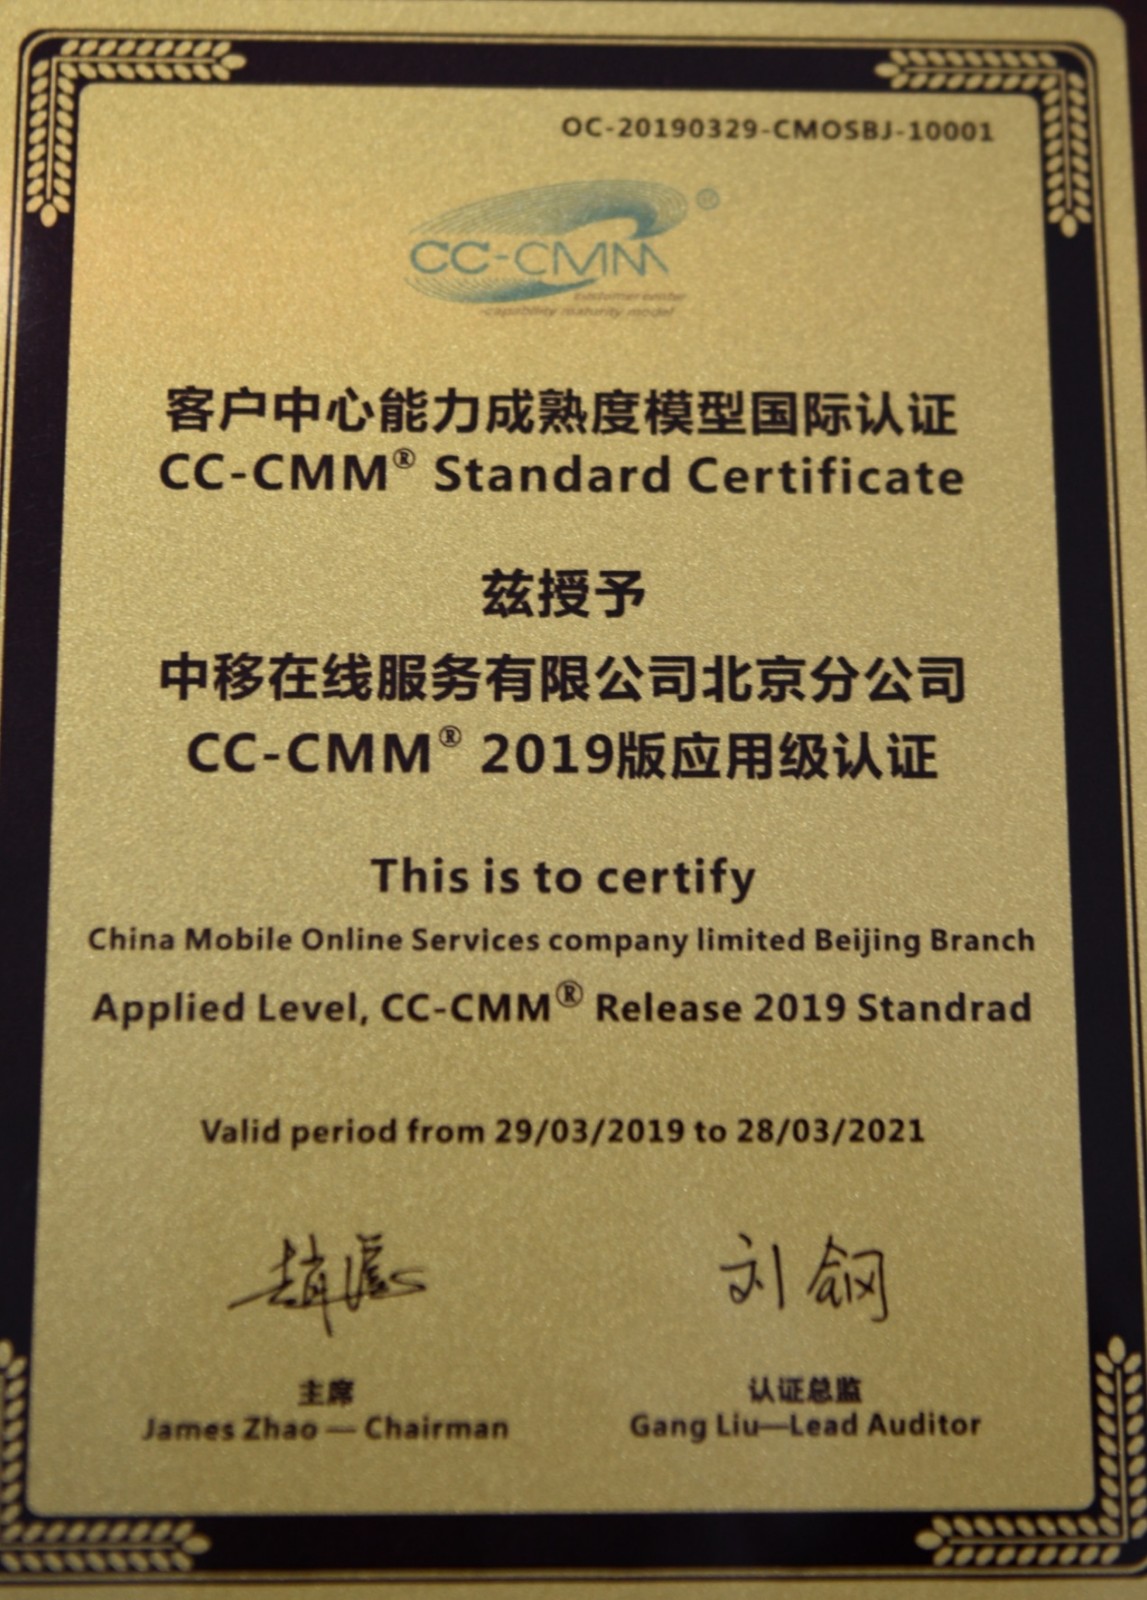 OC-20190329-CMOSBJ-10001
®
CC-CMM
customer center
-capability maturity model
客户中心能力成熟度模型国际认证
CC-CMM® Standard Certificate
兹授予
中移在线服务有限公司北京分公司
CC-CMM® 2019版应用级认证
This is to certify
China Mobile Online Services company limited Beijing Branch
Applied Level, CC-CMM® Release 2019 Standrad
Valid period from 29/03/2019 to 28/03/2021
刘钢
主席
认证总监
James Zhao — Chairman
Gang Liu—Lead Auditor